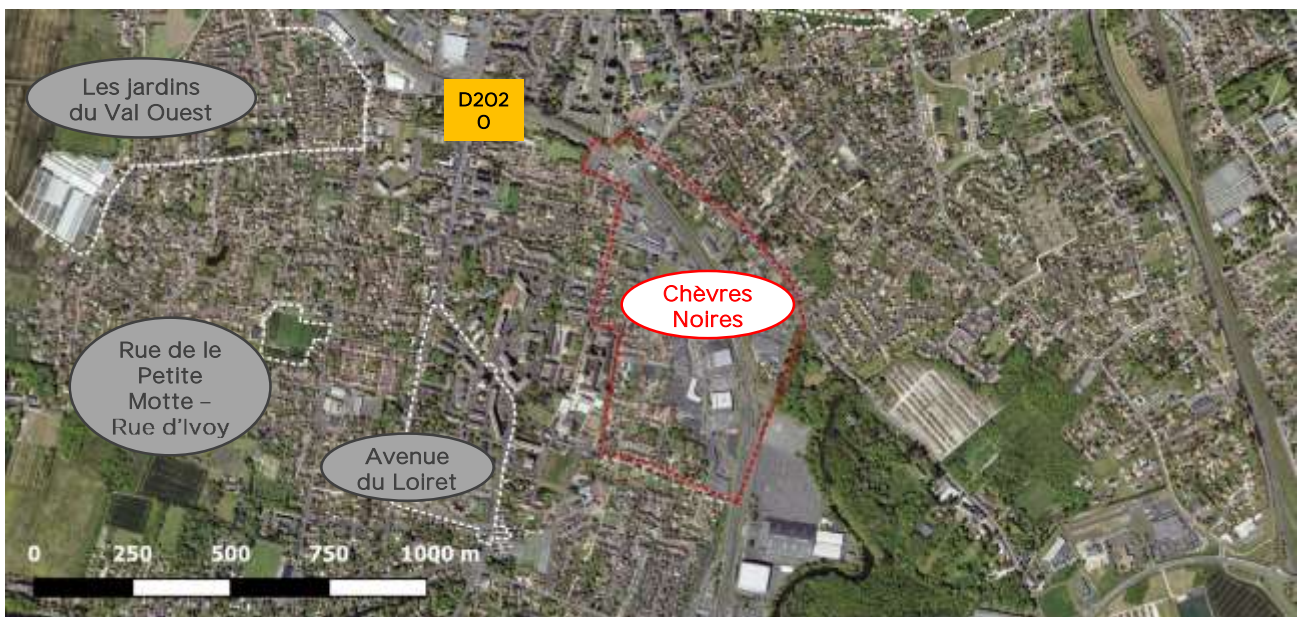 Les jardins
du Val Ouest
D202
0
Chèvres
Noires
Rue de le
Petite
Motte –
Rue d'Ivoy
Avenue
du Loiret
0 250 500 750 1000 m